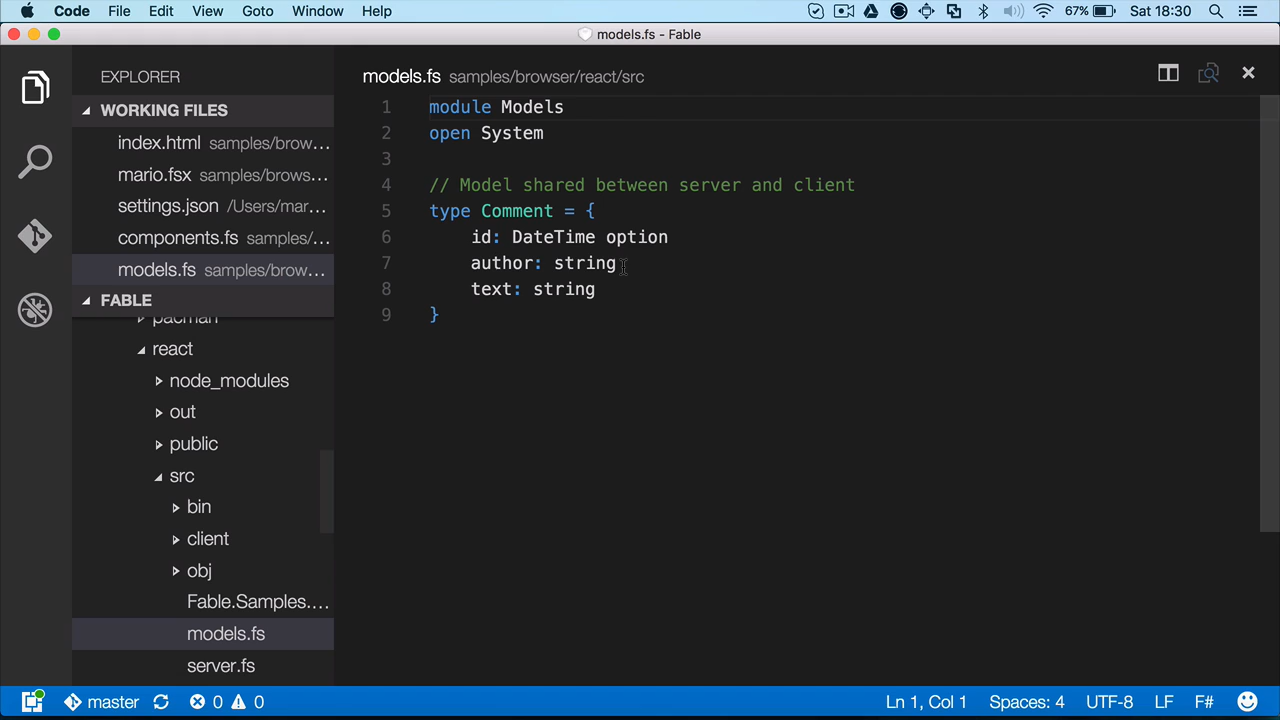 Code File Edit View Goto Window Help 67% Sat 18:30
models.fs - Fable
EXPLORER
WORKING FILES
index.html samples/brow...
mario.fsx samples/brows...
settings.json /Users/mar...
components.fs samples/...
models.fs samples/brow...
FABLE
pacman
react
node_modules
out
public
src
bin
client
obj
Fable.Samples....
models.fs
server.fs
models.fs samples/browser/react/src
1 module Models
2 open System
3
4 // Model shared between server and client
5 type Comment = {
6 id: DateTime option
7 author: string
8 text: string
9 }
master 0 0 Ln 1, Col 1 Spaces: 4 UTF-8 LF F#